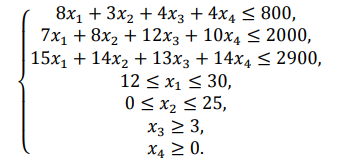 8x₁ + 3x₂ + 4x₃ + 4x₄ ≤ 800,
7x₁ + 8x₂ + 12x₃ + 10x₄ ≤ 2000,
15x₁ + 14x₂ + 13x₃ + 14x₄ ≤ 2900,
12 ≤ x₁ ≤ 30,
0 ≤ x₂ ≤ 25,
x₃ ≥ 3,
x₄ ≥ 0.